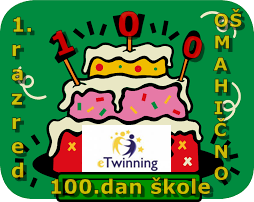 1. razred
100
OŠ MAHIČNO
eTwinning
100.dan škole